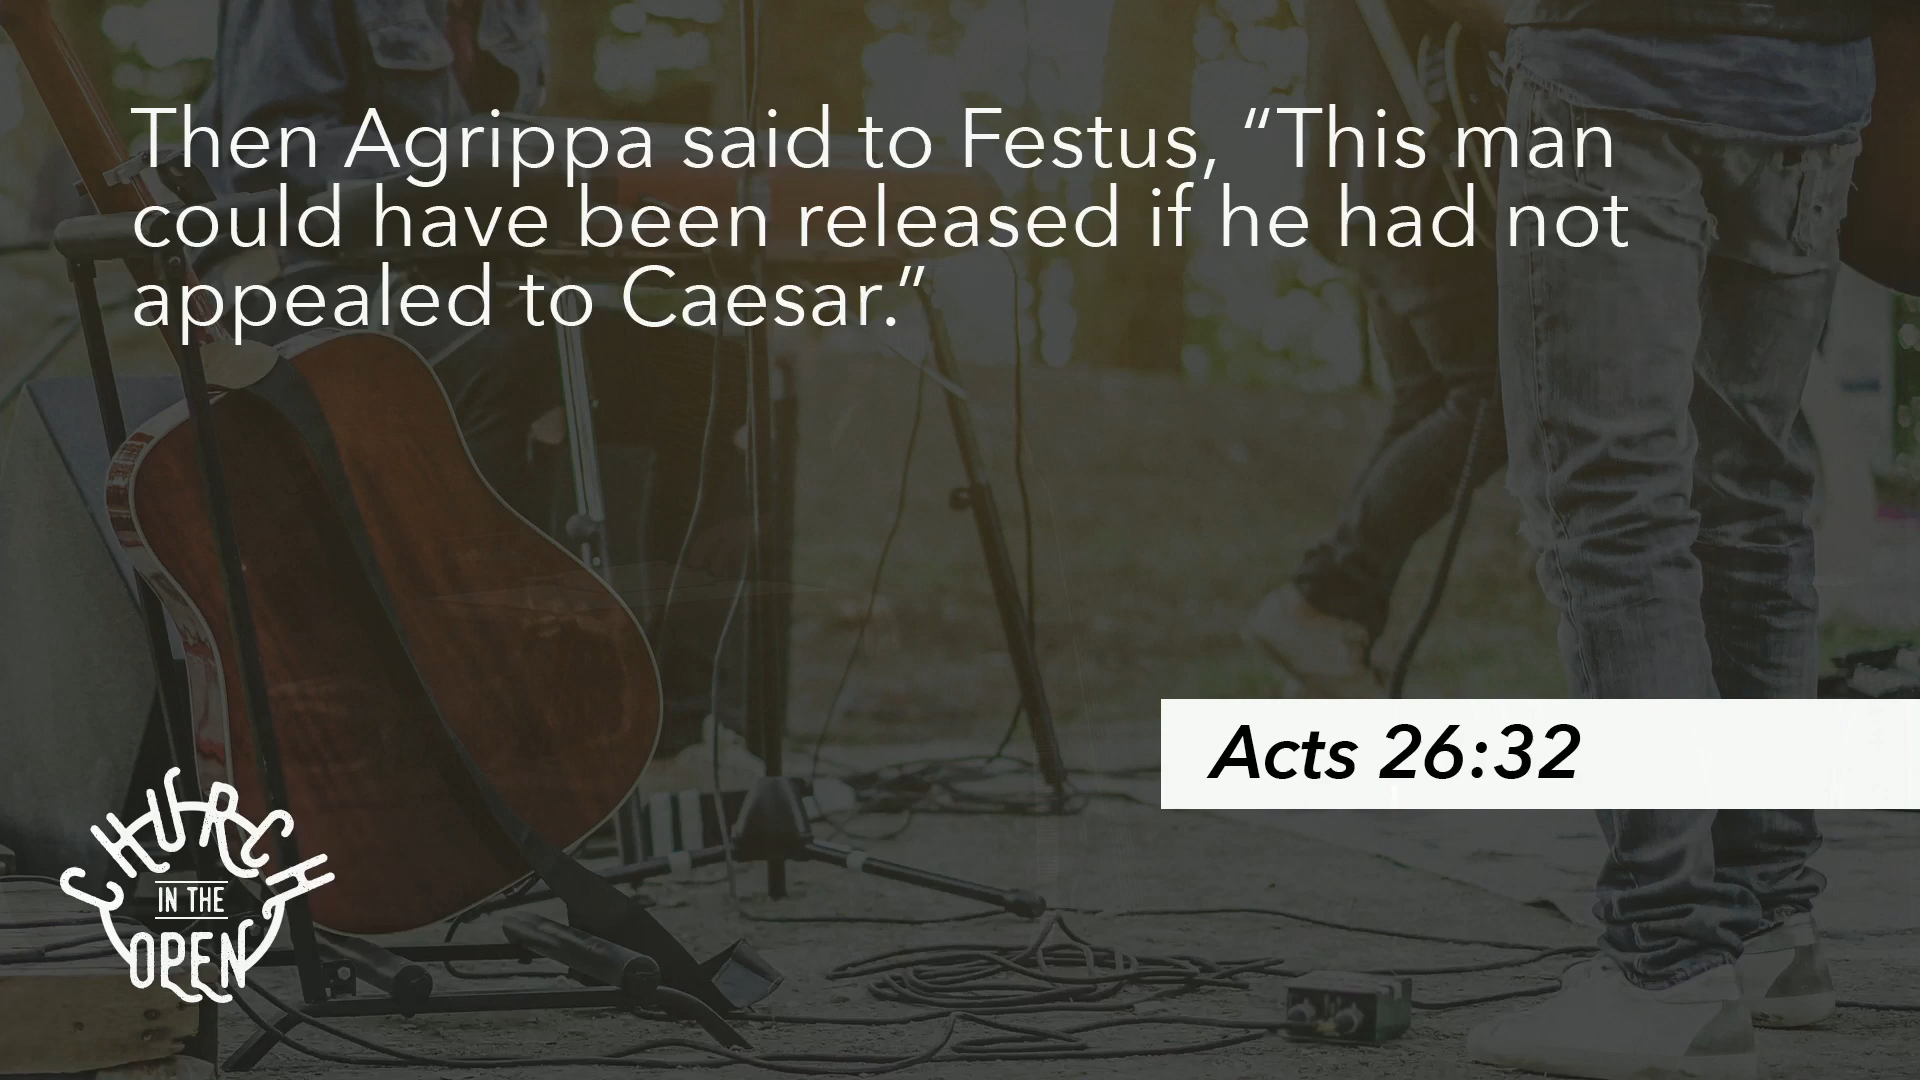 Then Agrippa said to Festus, “This man
could have been released if he had not
appealed to Caesar.”
Acts 26:32
CHURCH
IN THE
OPEN